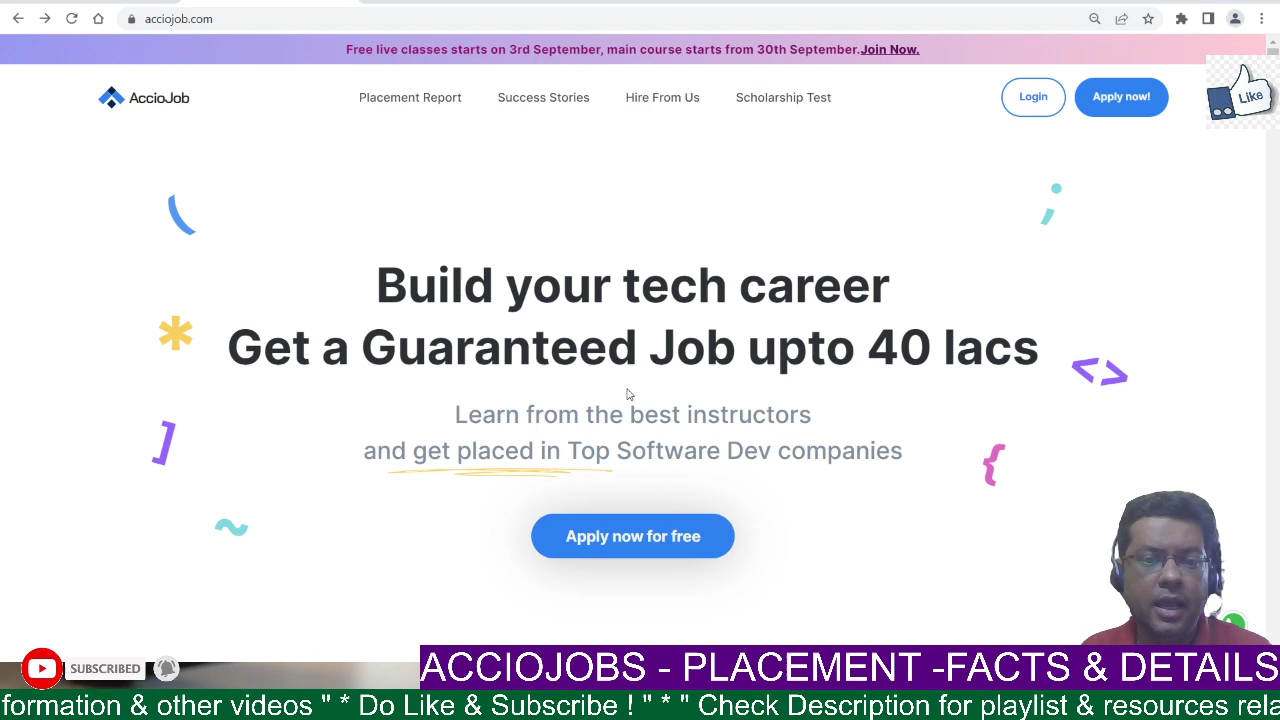 acciojob.com
Free live classes starts on 3rd September, main course starts from 30th September.Join Now.
AccioJob
Placement Report
Success Stories
Hire From Us
Scholarship Test
Login
Apply now!
Like
Build your tech career
Get a Guaranteed Job upto 40 lacs
Learn from the best instructors
and get placed in Top Software Dev companies
Apply now for free
SUBSCRIBED
ACCIOJOBS - PLACEMENT -FACTS & DETAILS
formation & other videos " * Do Like & Subscribe ! " * " Check Description for playlist & resources rela